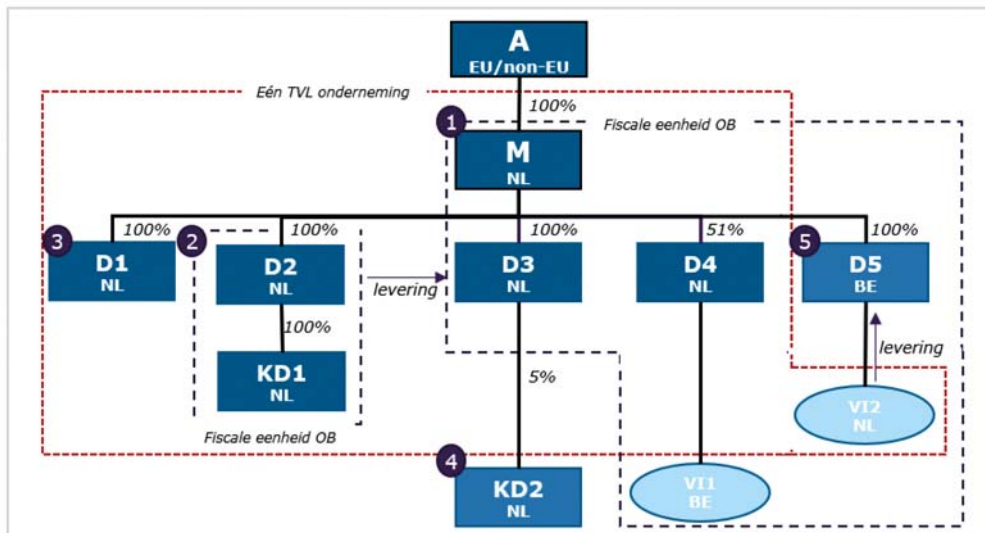 A
EU/non-EU
Eén TVL onderneming
100%
1
Fiscale eenheid OB
M
NL
3
100%
2
100%
100%
51%
5
100%
D1
NL
D2
NL
levering
D3
NL
D4
NL
D5
BE
100%
levering
KD1
NL
5%
VI2
NL
Fiscale eenheid OB
4
KD2
NL
VI1
BE